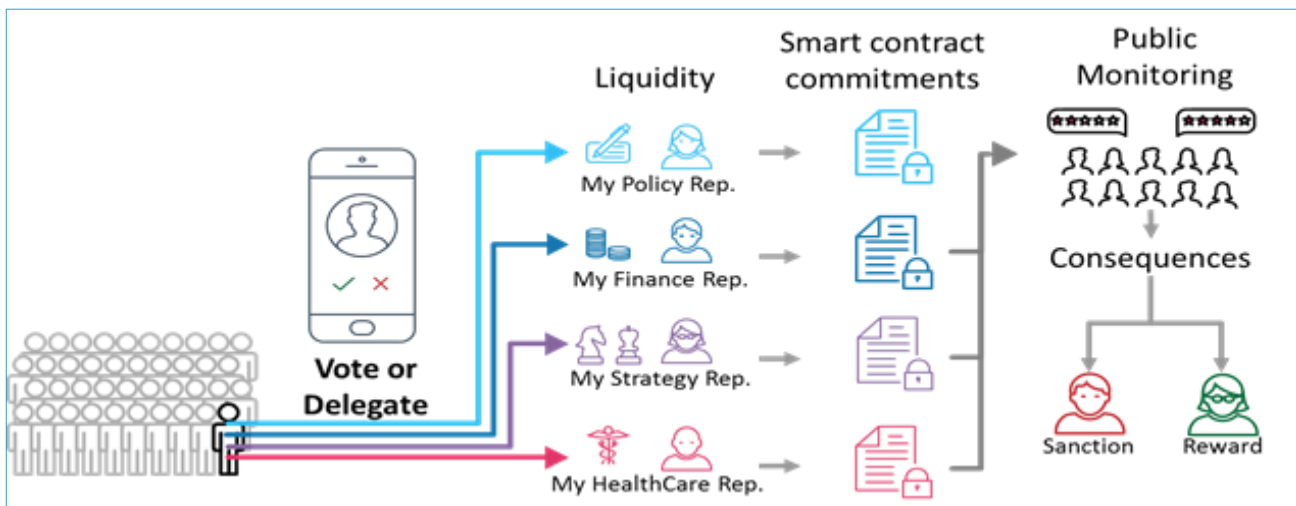 Vote or
Delegate
Liquidity
My Policy Rep.
My Finance Rep.
My Strategy Rep.
My HealthCare Rep.
Smart contract
commitments
Public
Monitoring
Consequences
Sanction
Reward